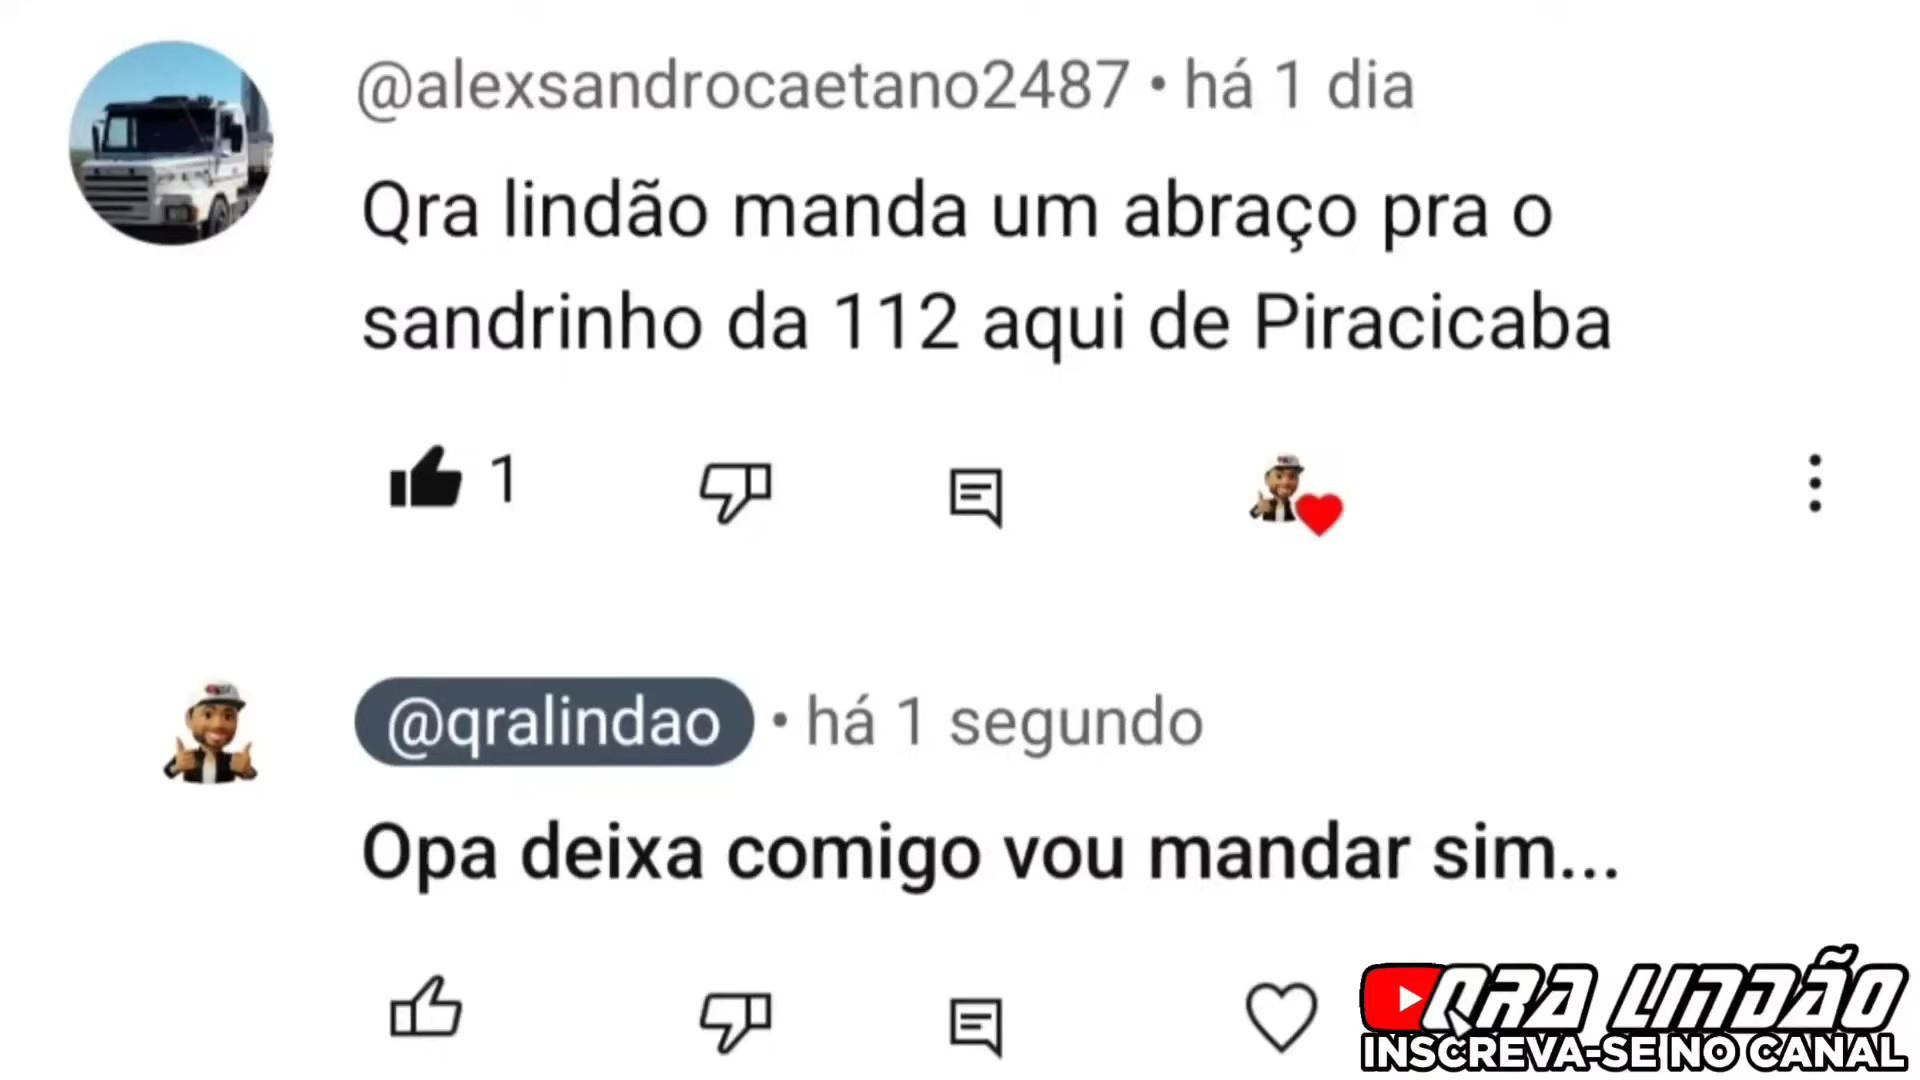 @alexsandrocaetano2487 • há 1 dia
Qra lindão manda um abraço pra o
sandrinho da 112 aqui de Piracicaba
1
@qralindao • há 1 segundo
Opa deixa comigo vou mandar sim...
QRA LINDÃO
INSCREVA-SE NO CANAL